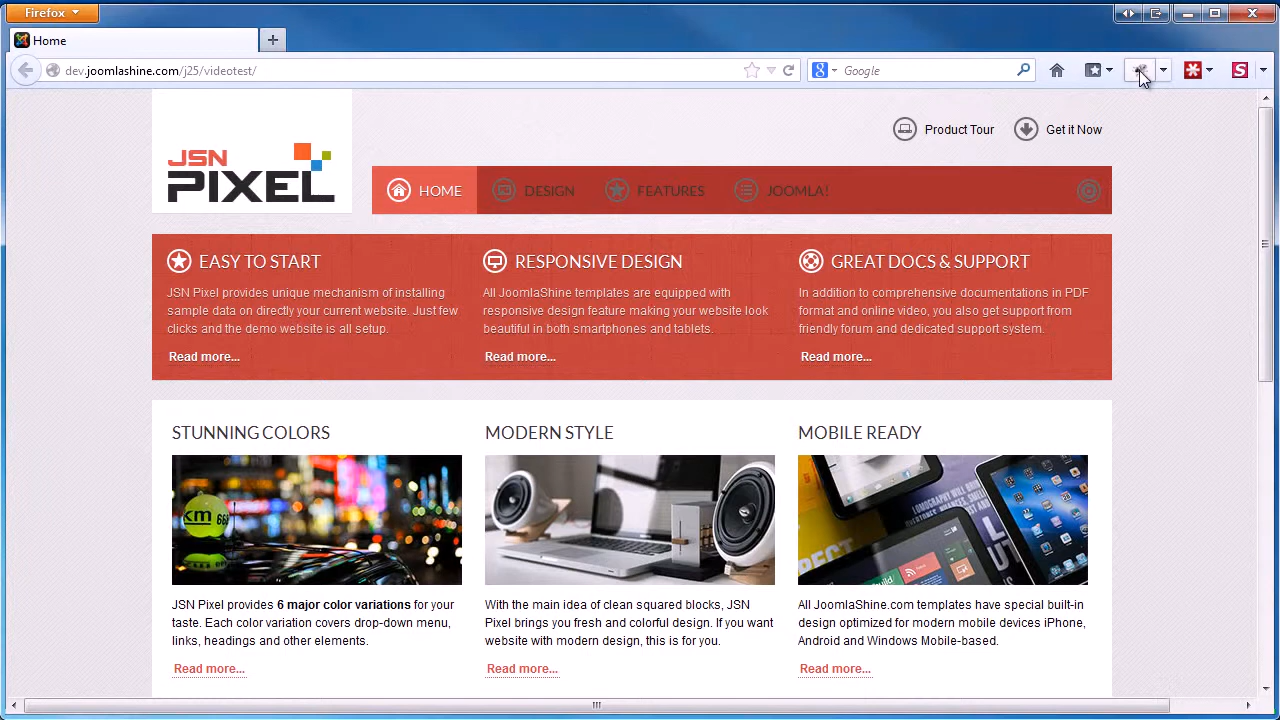 Firefox
Home
dev.joomlashine.com/j25/videotest/
Google
Product Tour
Get it Now
JSN
PIXEL
HOME
DESIGN
FEATURES
JOOMLA!
EASY TO START
JSN Pixel provides unique mechanism of installing
sample data on directly your current website. Just few
clicks and the demo website is all setup.
Read more...
RESPONSIVE DESIGN
All JoomlaShine templates are equipped with
responsive design feature making your website look
beautiful in both smartphones and tablets.
Read more...
GREAT DOCS & SUPPORT
In addition to comprehensive documentations in PDF
format and online video, you also get support from
friendly forum and dedicated support system.
Read more...
STUNNING COLORS
km
JSN Pixel provides 6 major color variations for your
taste. Each color variation covers drop-down menu,
links, headings and other elements.
Read more...
MODERN STYLE
With the main idea of clean squared blocks, JSN
Pixel brings you fresh and colorful design. If you want
website with modern design, this is for you.
Read more...
MOBILE READY
LOMOGRAPHY
All JoomlaShine.com templates have special built-in
design optimized for modern mobile devices iPhone,
Android and Windows Mobile-based.
Read more...